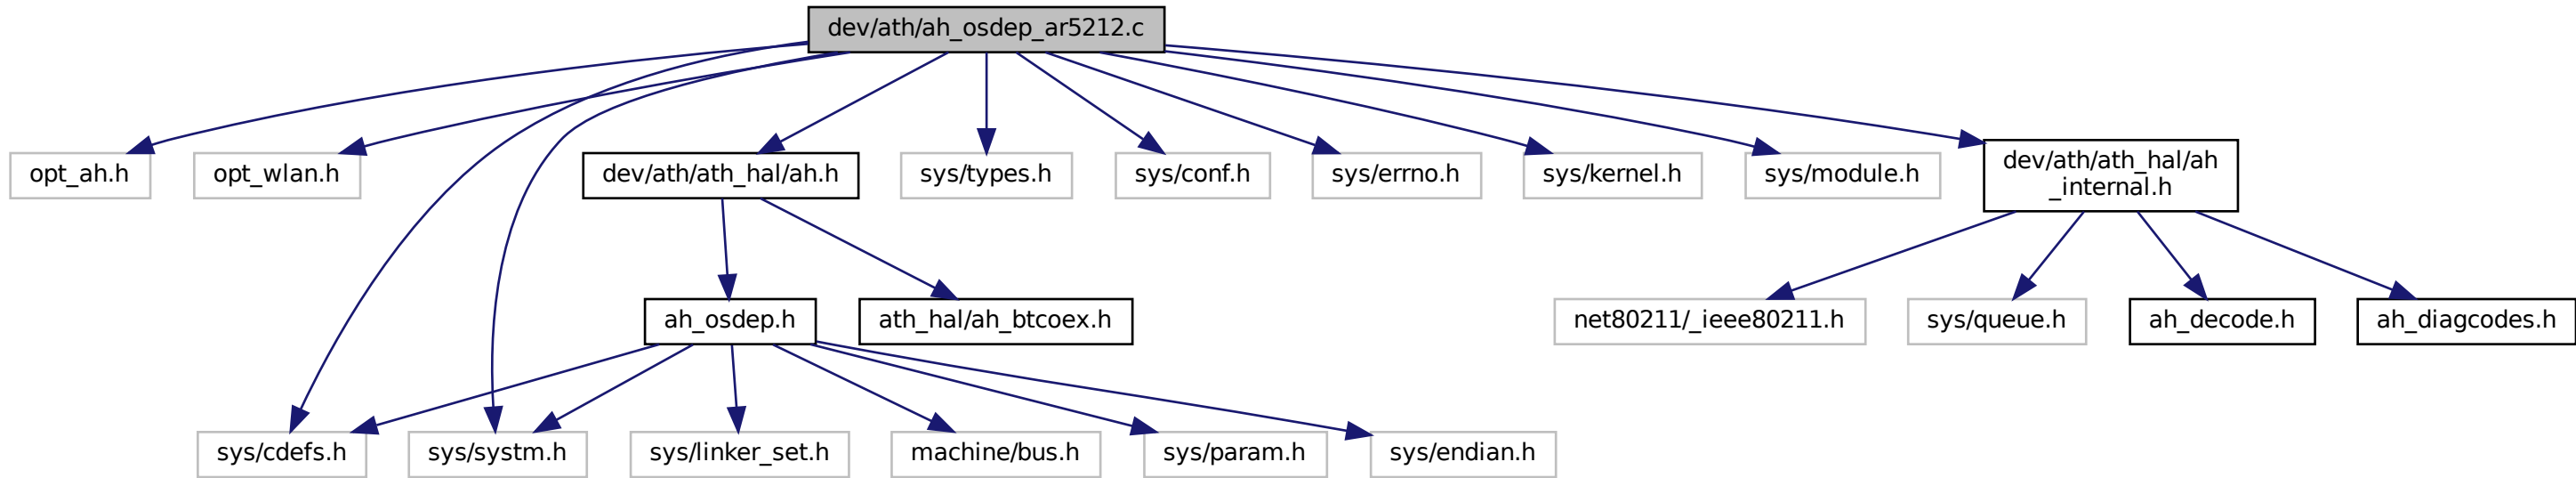 dev/ath/ah_osdep_ar5212.c
opt_ah.h
opt_wlan.h
dev/ath/ath_hal/ah.h
sys/types.h
sys/conf.h
sys/errno.h
sys/kernel.h
sys/module.h
dev/ath/ath_hal/ah
_internal.h
ah_osdep.h
ath_hal/ah_btcoex.h
net80211/_ieee80211.h
sys/queue.h
ah_decode.h
ah_diagcodes.h
sys/cdefs.h
sys/systm.h
sys/linker_set.h
machine/bus.h
sys/param.h
sys/endian.h